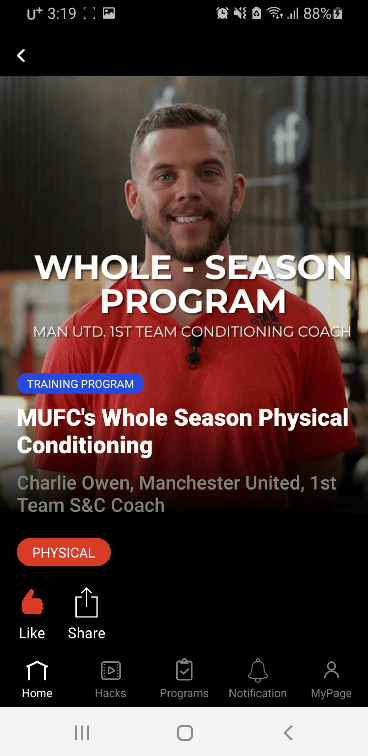 U+ 3:19 88%
WHOLE - SEASON
PROGRAM
MAN UTD. 1ST TEAM CONDITIONING COACH
TRAINING PROGRAM
MUFC's Whole Season Physical
Conditioning
Charlie Owen, Manchester United, 1st
Team S&C Coach
PHYSICAL
Like Share
Home Hacks Programs Notification MyPage